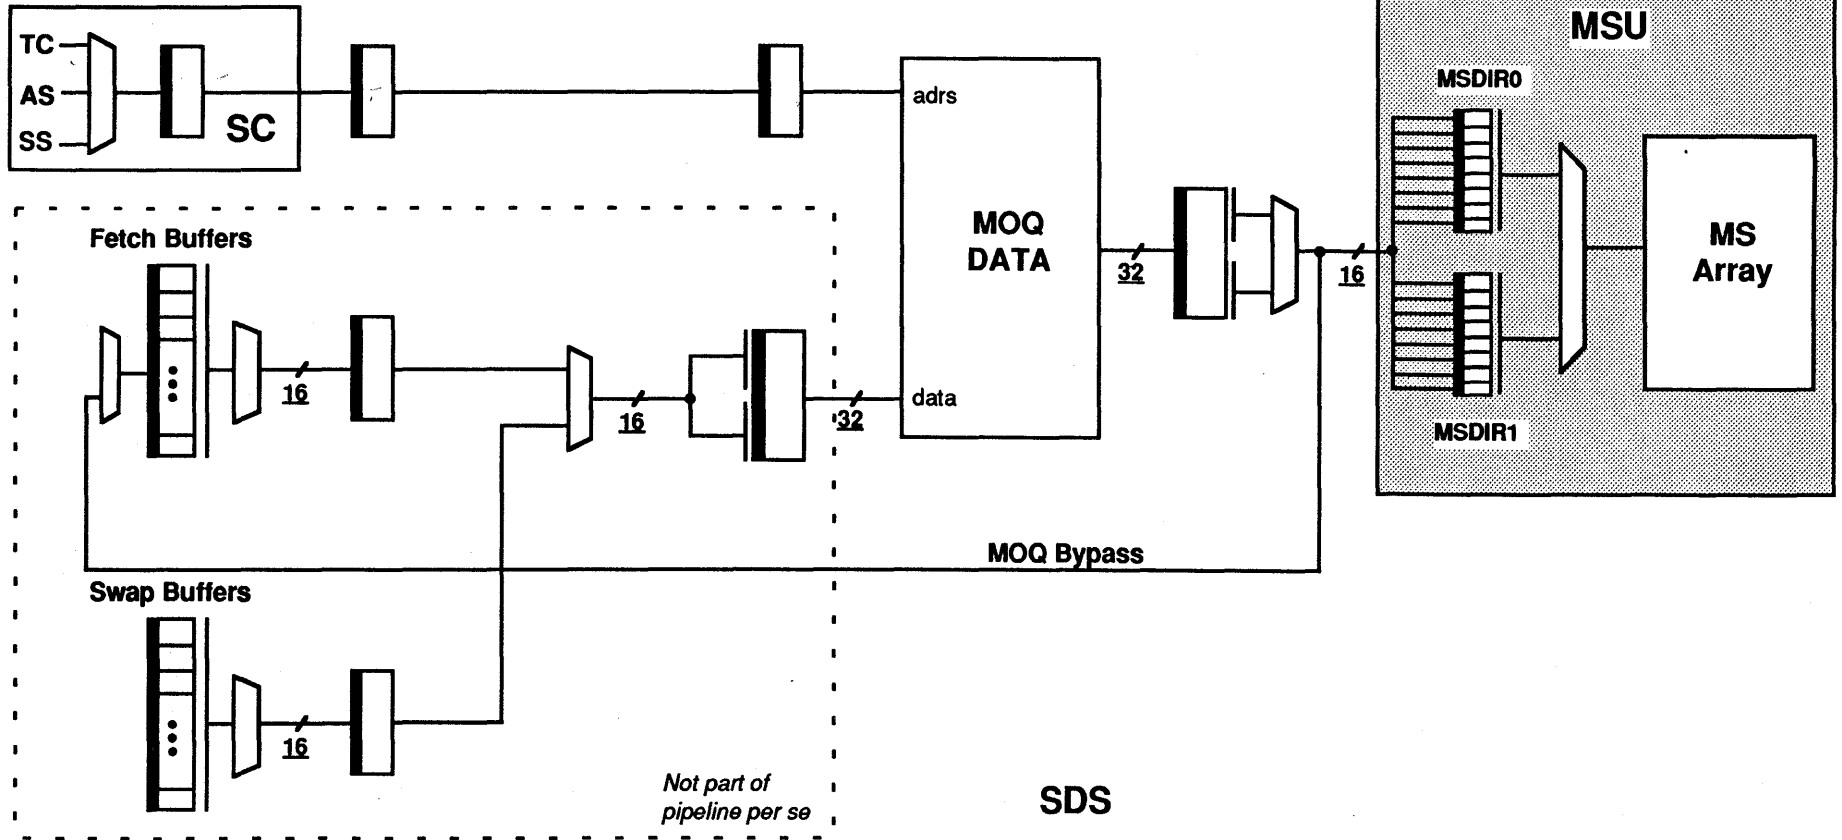 TC
AS
SS
SC
adrs
MOQ
DATA
data
32
16
MSU
MSDIR0
MSDIR1
MS
Array
Fetch Buffers
16
16
32
MOQ Bypass
Swap Buffers
16
Not part of
pipeline per se
SDS